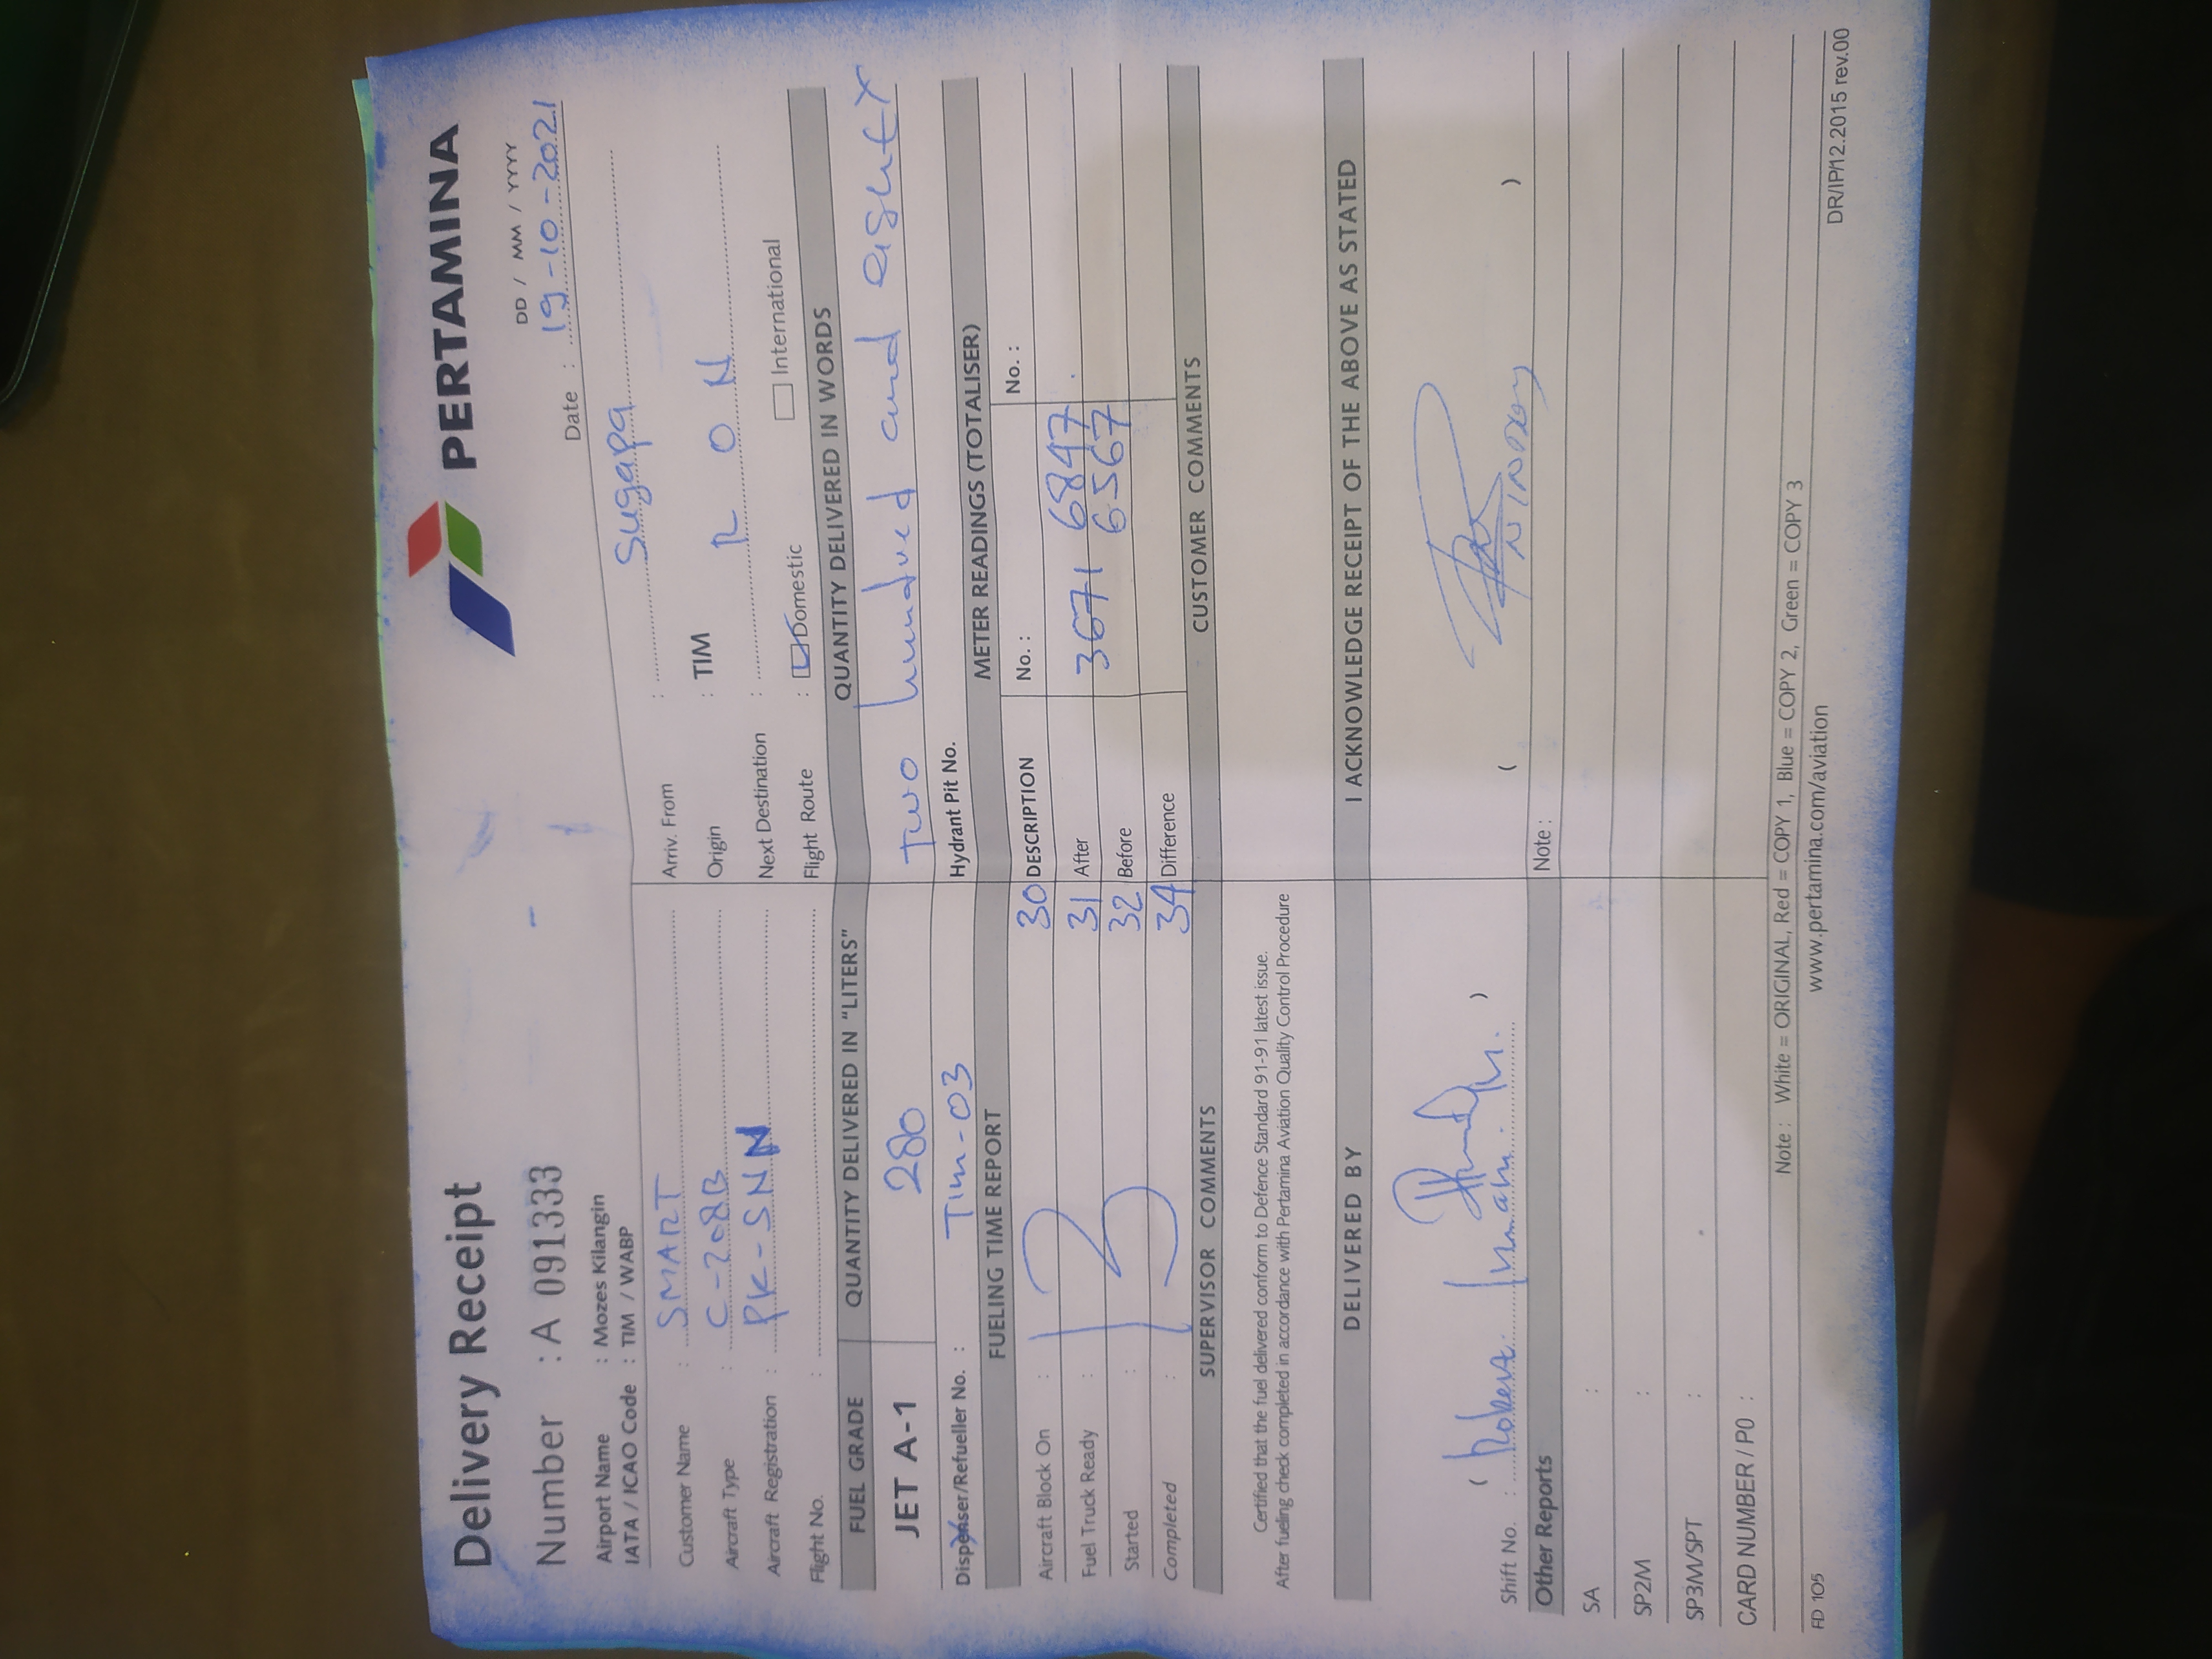 Delivery Receipt
PERTAMINA
Number : A 091333
DD / MM / YYYY
Date : 19-10-2021
Airport Name : Mozes Kilangin
IATA / ICAO Code : TIM / WABP
Customer Name : SMART
Arriv. From : Sugapa
Aircraft Type : C-208B
Origin : TIM
Aircraft Registration : PK-SNN
Next Destination : R O N
Flight No. :
Flight Route : Domestic International
FUEL GRADE QUANTITY DELIVERED IN "LITERS" QUANTITY DELIVERED IN WORDS
JET A-1 280 Two hundred and eighty
Dispenser/Refueller No. : Tim-03 Hydrant Pit No.
FUELING TIME REPORT METER READINGS (TOTALISER)
Aircraft Block On : 30 DESCRIPTION No. : No. :
Fuel Truck Ready : 31 After 3671 6847
Started : 32 Before 6567
Completed : 34 Difference
SUPERVISOR COMMENTS CUSTOMER COMMENTS
Certified that the fuel delivered conform to Defence Standard 91-91 latest issue.
After fueling check completed in accordance with Pertamina Aviation Quality Control Procedure
DELIVERED BY I ACKNOWLEDGE RECEIPT OF THE ABOVE AS STATED
Shift No. : ( Robert. )
( )
Other Reports
Note :
SA :
SP2M :
SP3M/SPT :
CARD NUMBER / PO :
Note : White = ORIGINAL, Red = COPY 1, Blue = COPY 2, Green = COPY 3
FD 105
www.pertamina.com/aviation
DR/IP/12.2015 rev.00